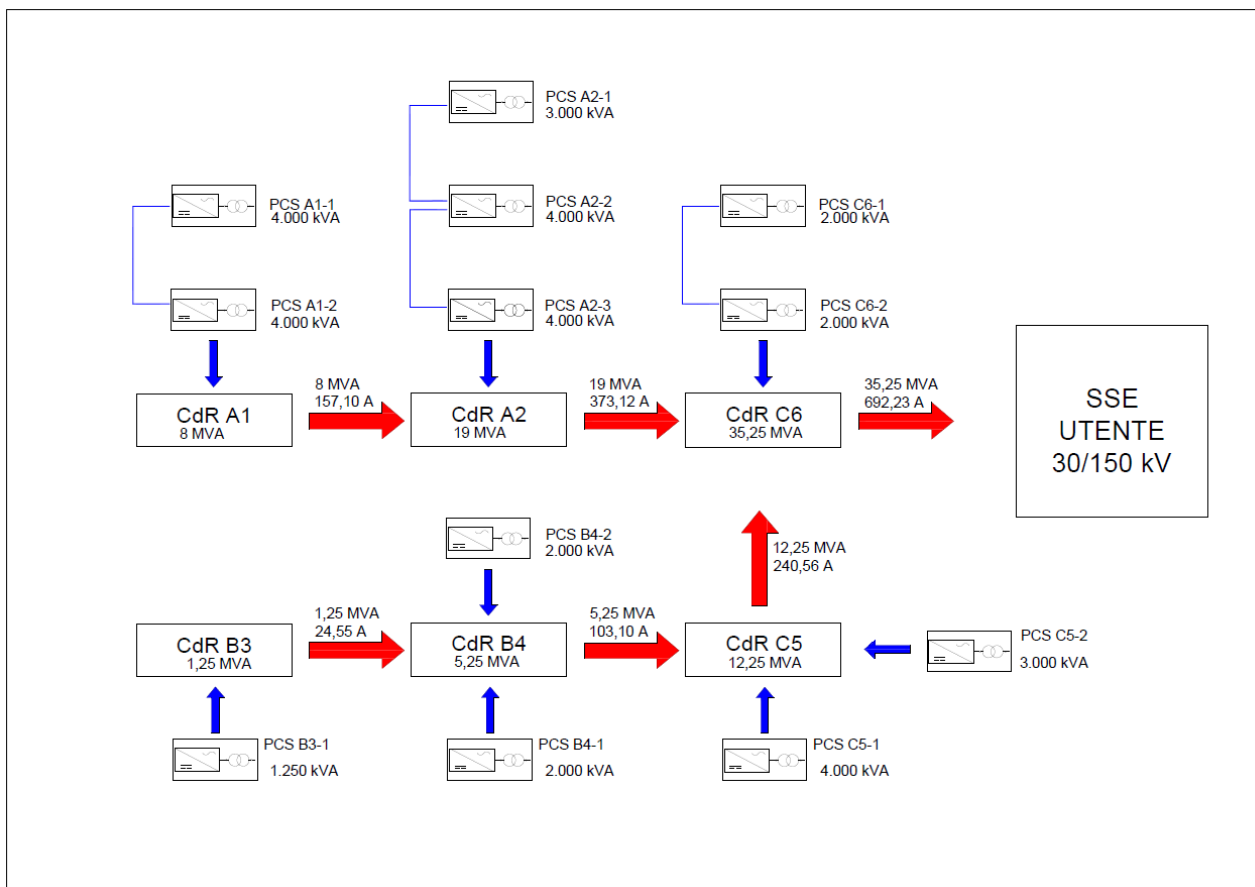 PCS A2-1
3.000 kVA
PCS A1-1
4.000 kVA
PCS A2-2
4.000 kVA
PCS C6-1
2.000 kVA
PCS A1-2
4.000 kVA
PCS A2-3
4.000 kVA
PCS C6-2
2.000 kVA
CdR A1
8 MVA
8 MVA
157,10 A
CdR A2
19 MVA
19 MVA
373,12 A
CdR C6
35,25 MVA
35,25 MVA
692,23 A
SSE
UTENTE
30/150 kV
PCS B4-2
2.000 kVA
12,25 MVA
240,56 A
CdR B3
1,25 MVA
1,25 MVA
24,55 A
CdR B4
5,25 MVA
5,25 MVA
103,10 A
CdR C5
12,25 MVA
PCS C5-2
3.000 kVA
PCS B3-1
1.250 kVA
PCS B4-1
2.000 kVA
PCS C5-1
4.000 kVA